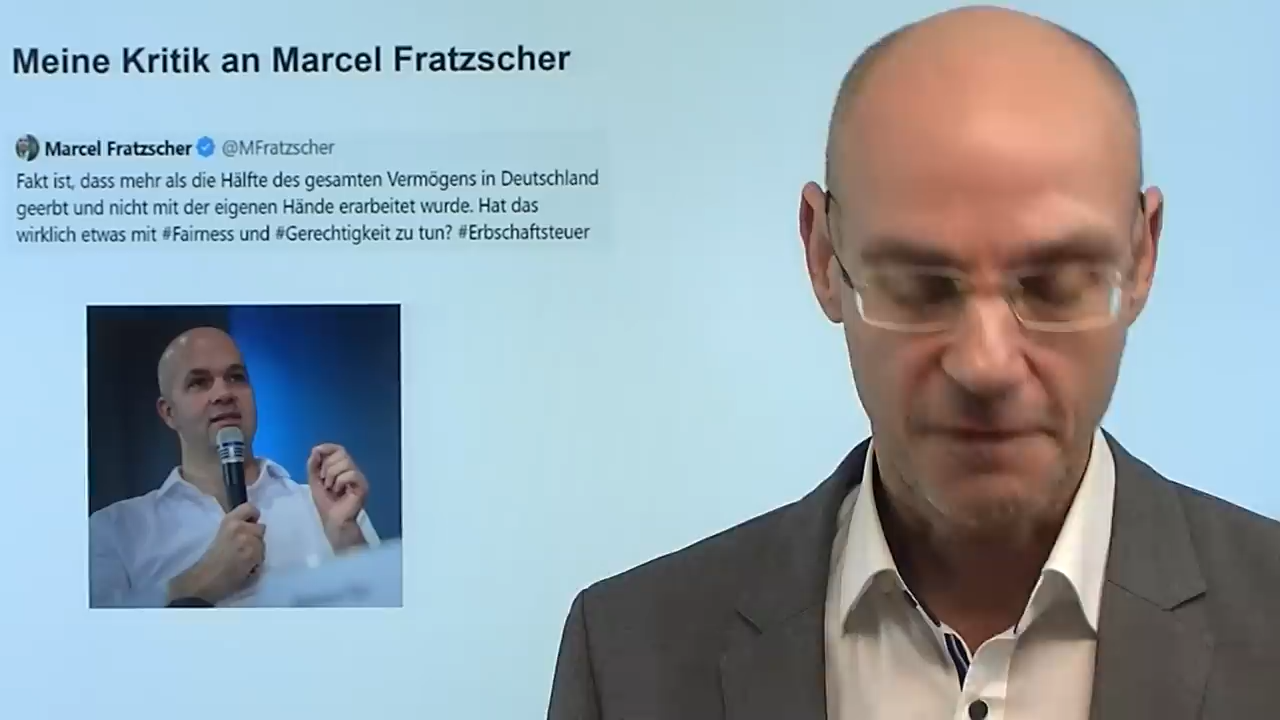 Meine Kritik an Marcel Fratzscher
Marcel Fratzscher @MFratzscher
Fakt ist, dass mehr als die Hälfte des gesamten Vermögens in Deutschland
geerbt und nicht mit der eigenen Hände erarbeitet wurde. Hat das
wirklich etwas mit #Fairness und #Gerechtigkeit zu tun? #Erbschaftsteuer